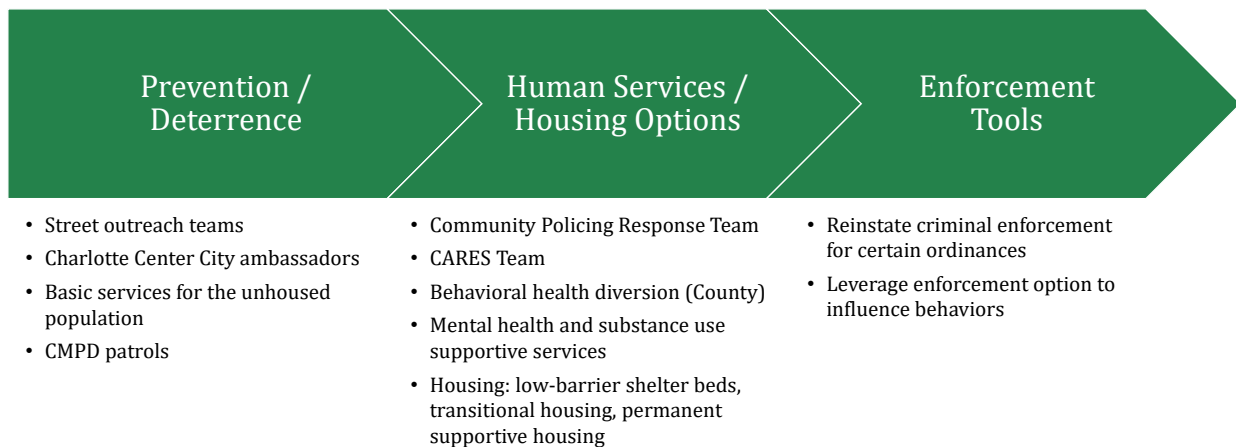 Prevention /
Deterrence
Human Services /
Housing Options
Enforcement
Tools
• Street outreach teams
• Charlotte Center City ambassadors
• Basic services for the unhoused
population
• CMPD patrols
• Community Policing Response Team
• CARES Team
• Behavioral health diversion (County)
• Mental health and substance use
supportive services
• Housing: low-barrier shelter beds,
transitional housing, permanent
supportive housing
• Reinstate criminal enforcement
for certain ordinances
• Leverage enforcement option to
influence behaviors